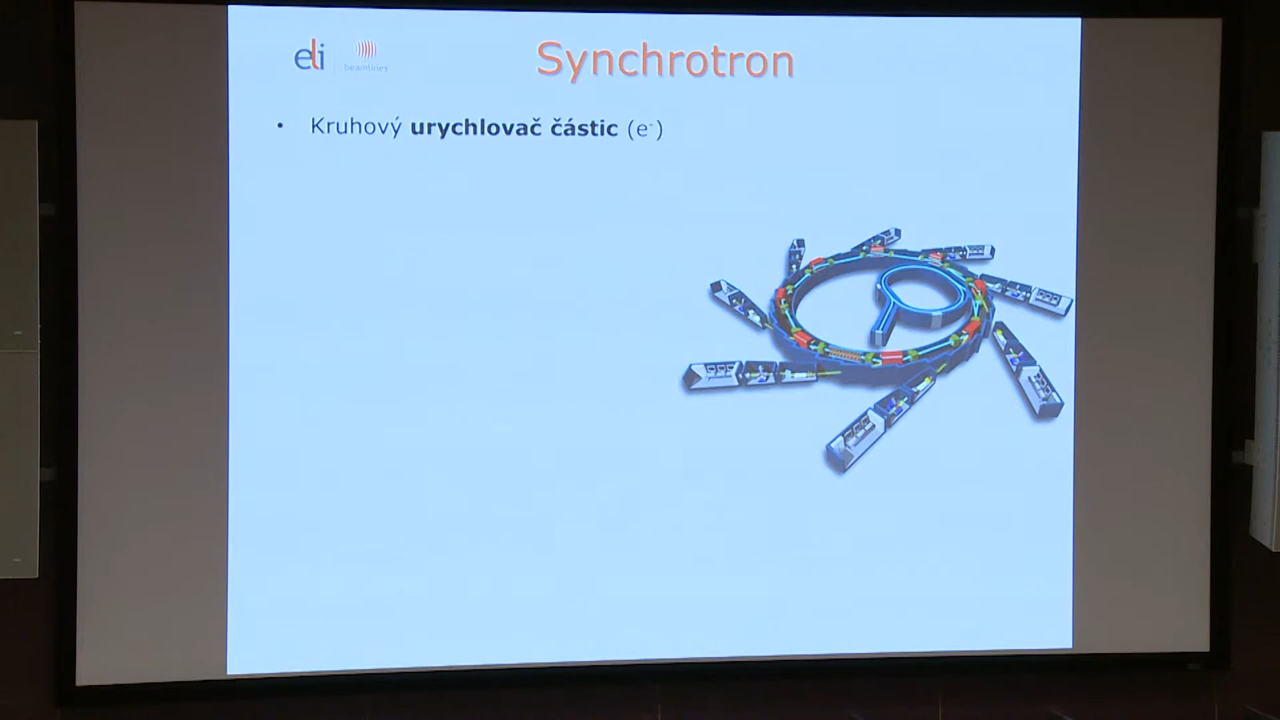 eli
beamlines
Synchrotron
• Kruhový urychlovač částic (e⁻)